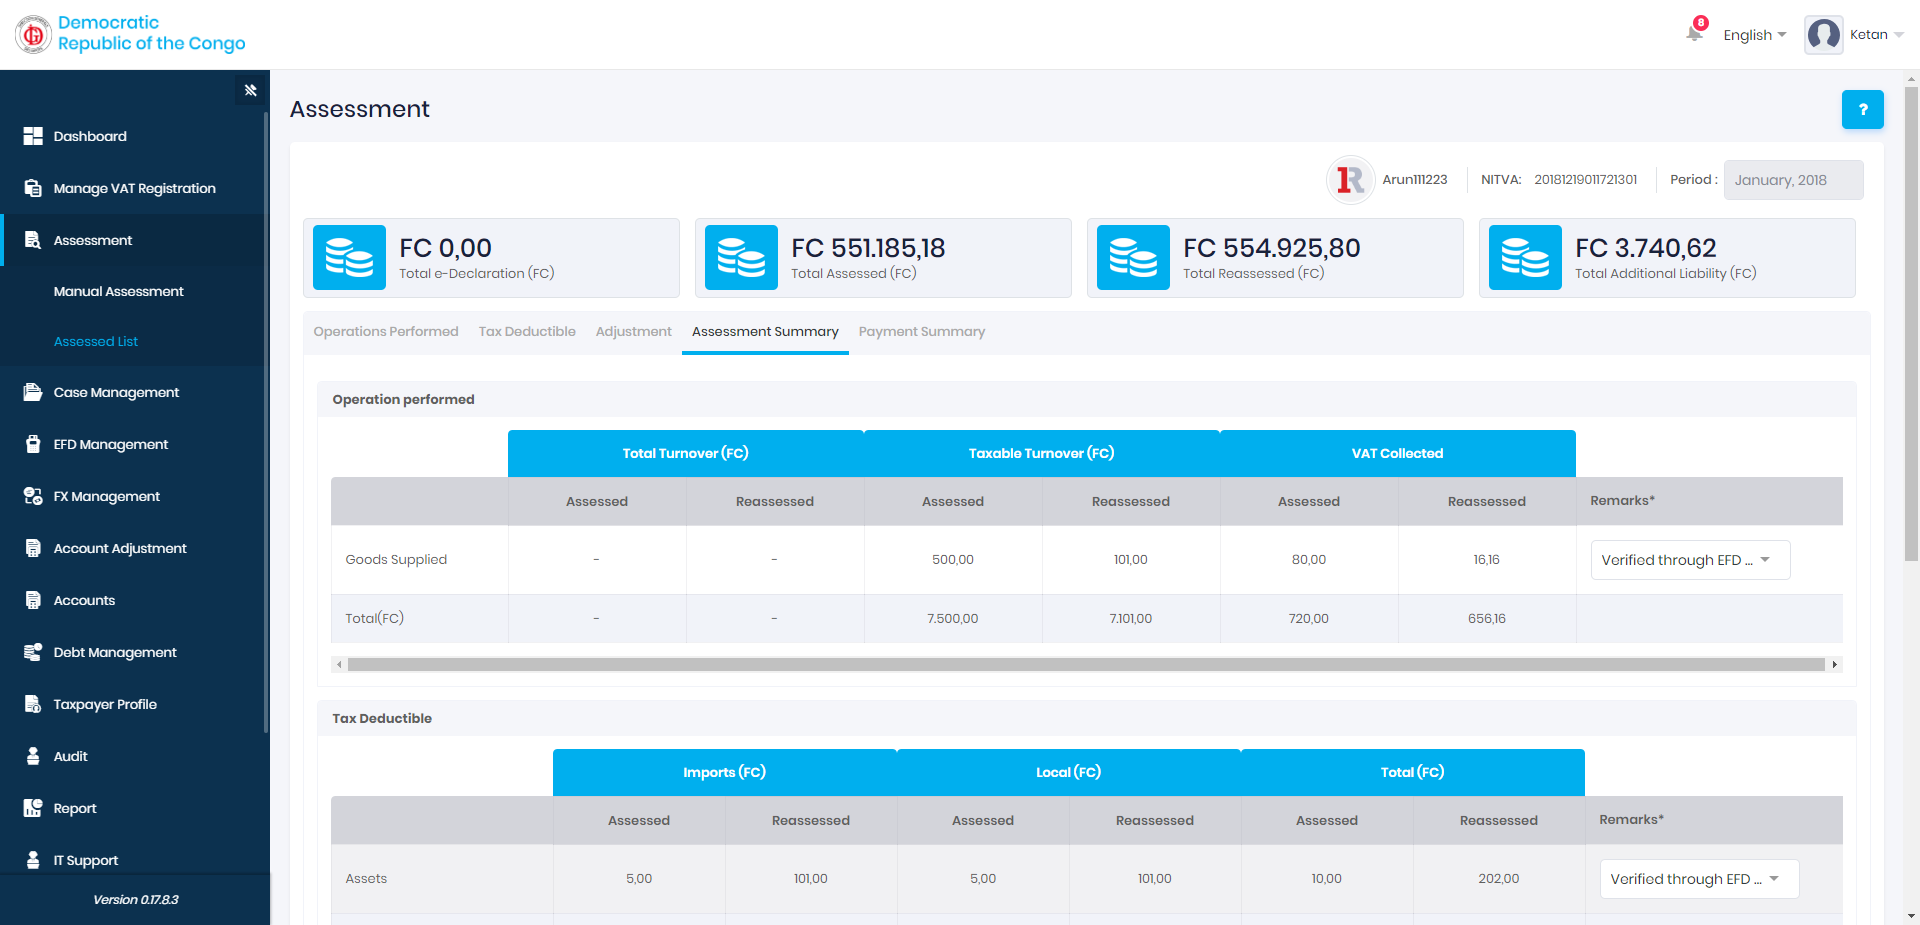 Democratic
Republic of the Congo
8
English
Ketan
Dashboard
Manage VAT Registration
Assessment
Manual Assessment
Assessed List
Case Management
EFD Management
FX Management
Account Adjustment
Accounts
Debt Management
Taxpayer Profile
Audit
Report
IT Support
Version 0.17.8.3
Assessment
?
1R Arun111223 NITVA: 20181219011721301 Period : January, 2018
FC 0,00
Total e-Declaration (FC)
FC 551.185,18
Total Assessed (FC)
FC 554.925,80
Total Reassessed (FC)
FC 3.740,62
Total Additional Liability (FC)
Operations Performed Tax Deductible Adjustment Assessment Summary Payment Summary
Operation performed
Total Turnover (FC) Taxable Turnover (FC) VAT Collected
Assessed Reassessed Assessed Reassessed Assessed Reassessed Remarks*
Goods Supplied - - 500,00 101,00 80,00 16,16 Verified through EFD ...
Total(FC) - - 7.500,00 7.101,00 720,00 656,16
Tax Deductible
Imports (FC) Local (FC) Total (FC)
Assessed Reassessed Assessed Reassessed Assessed Reassessed Remarks*
Assets 5,00 101,00 5,00 101,00 10,00 202,00 Verified through EFD ...